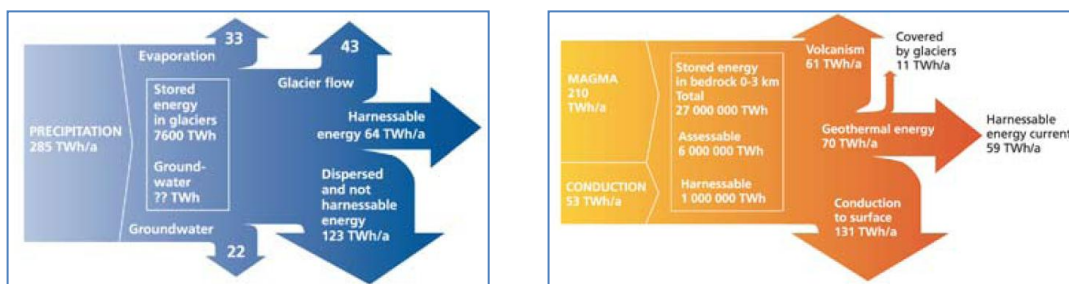 33
Evaporation
43
Stored
energy
in glaciers
7600 TWh
Glacier flow
PRECIPITATION
285 TWh/a
Harnessable
energy 64 TWh/a
Ground-
water
?? TWh
Dispersed
and not
harnessable
energy
123 TWh/a
Groundwater
22
MAGMA
210
TWh/a
CONDUCTION
53 TWh/a
Stored energy
in bedrock 0-3 km
Total
27 000 000 TWh
Assessable
6 000 000 TWh
Harnessable
1 000 000 TWh
Volcanism
61 TWh/a
Covered
by glaciers
11 TWh/a
Geothermal energy
70 TWh/a
Harnessable
energy current
59 TWh/a
Conduction
to surface
131 TWh/a